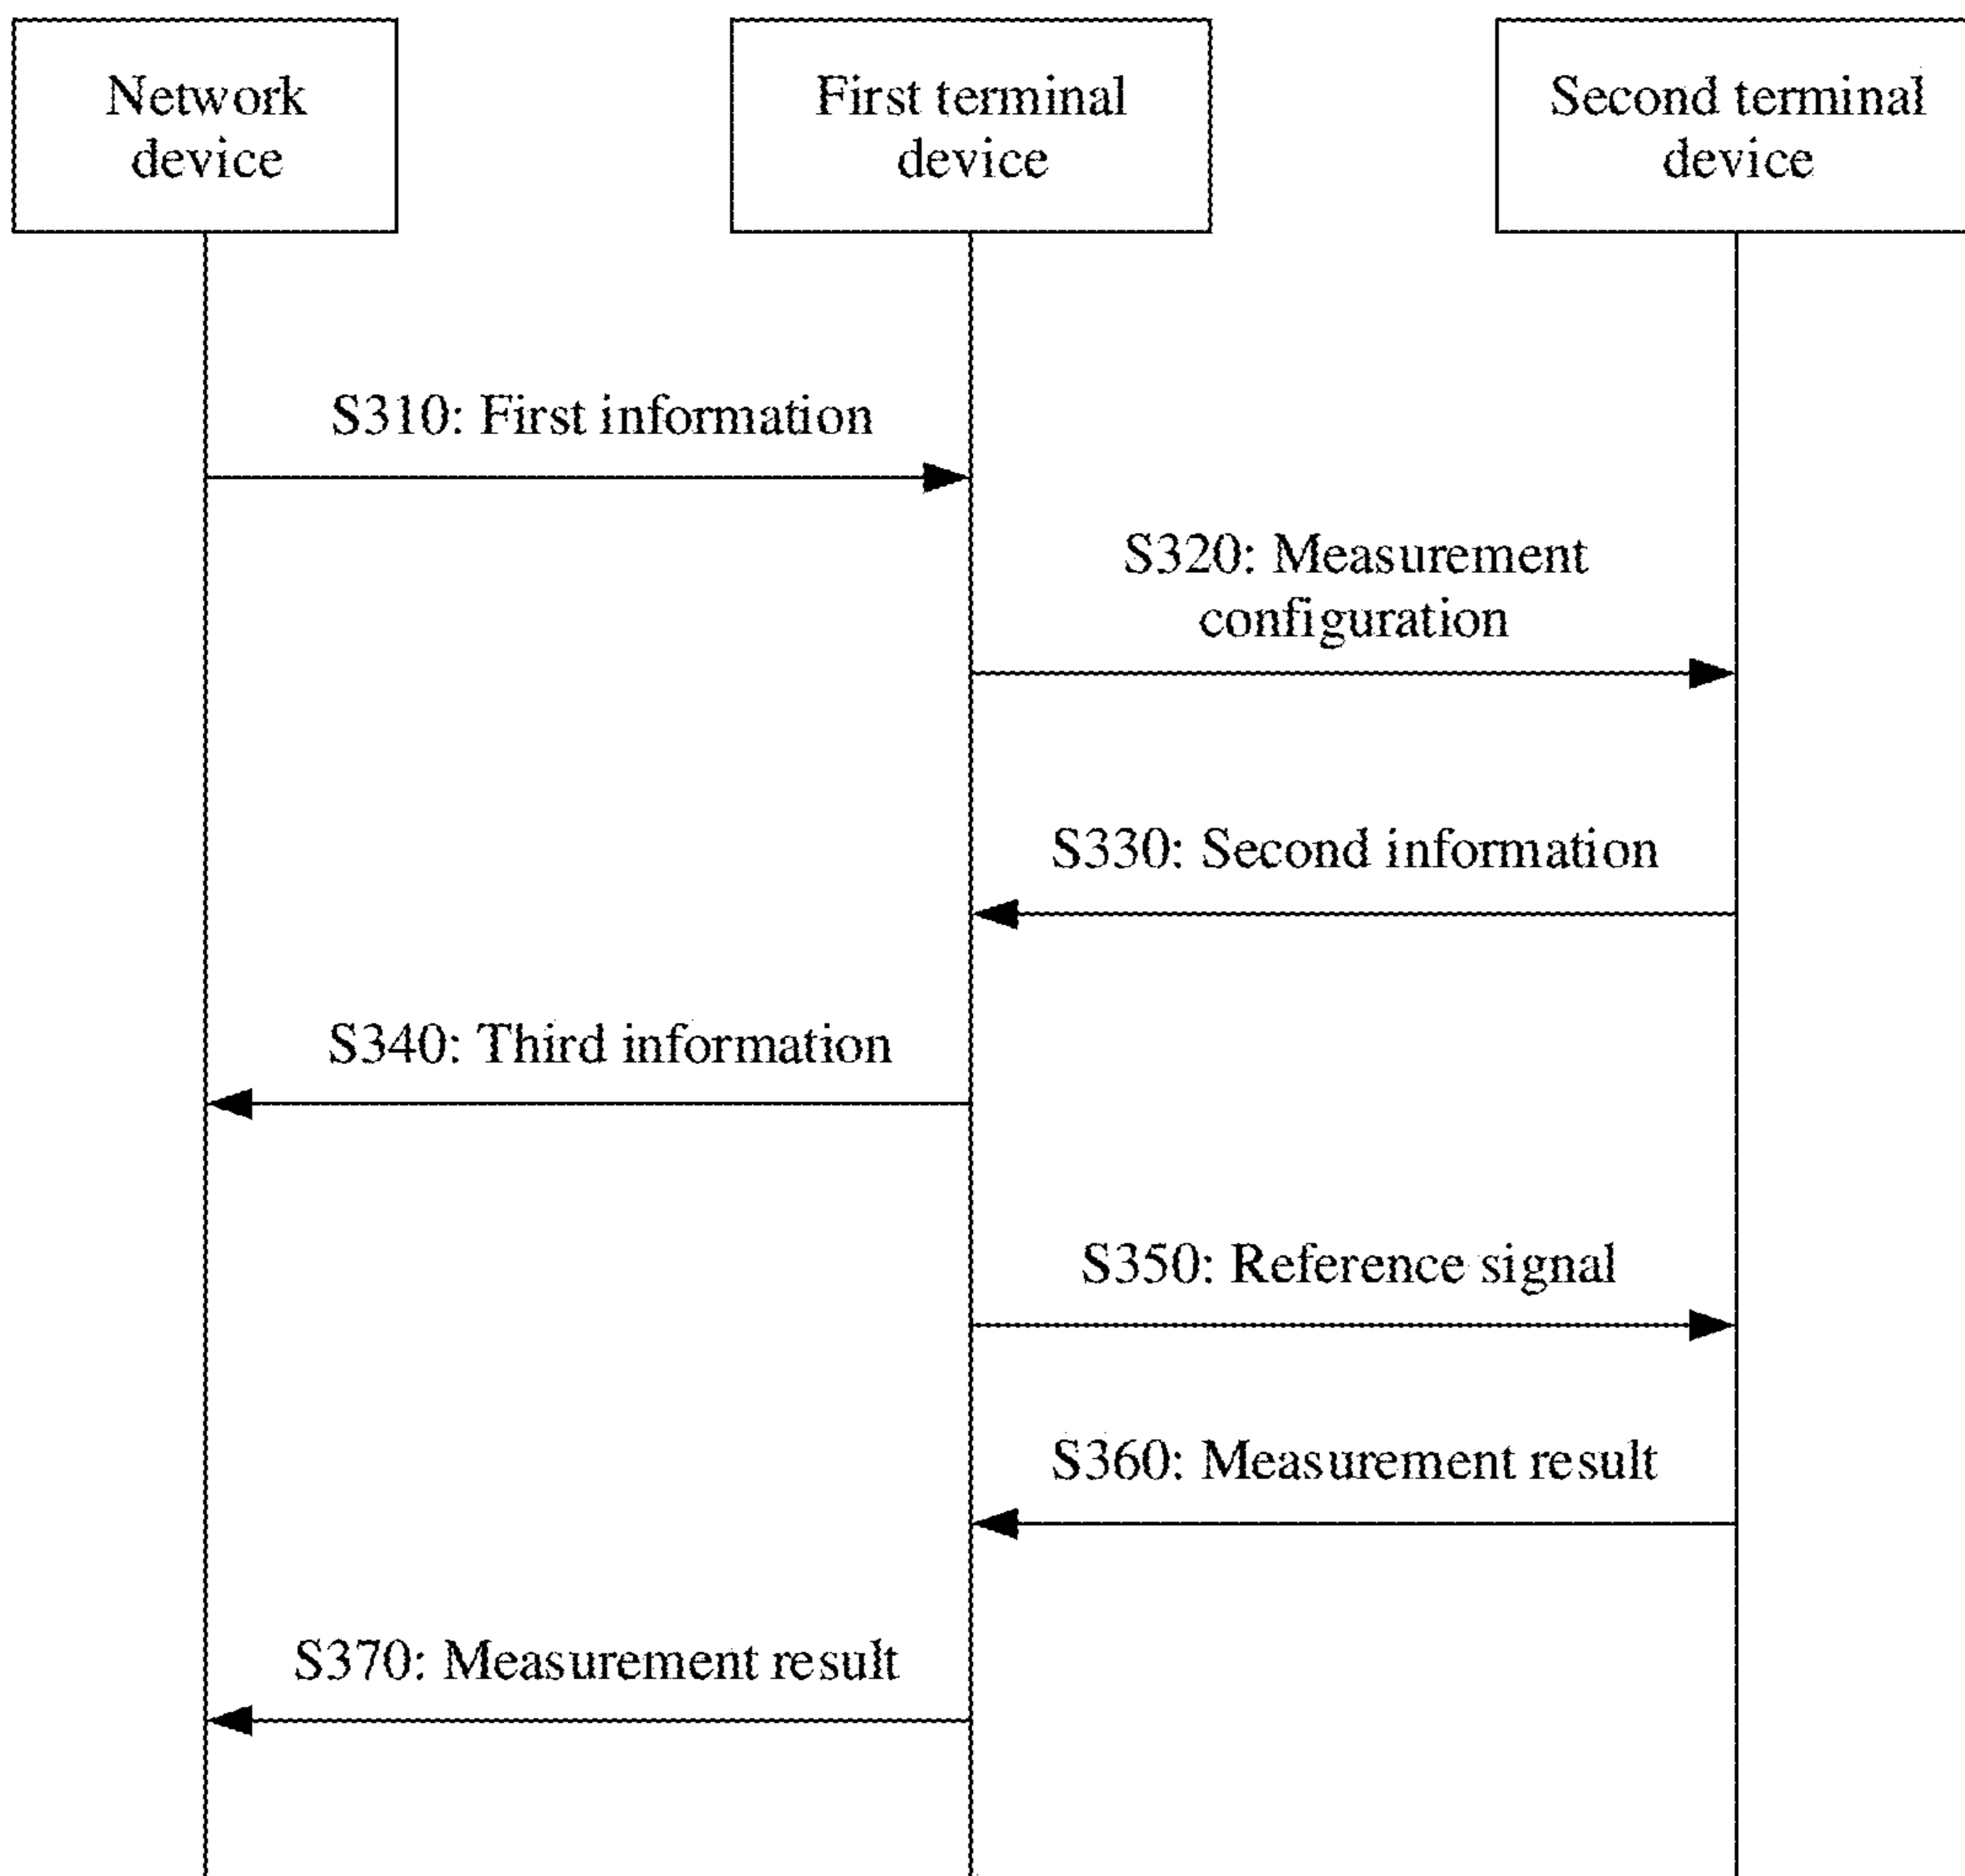 Network
device
First terminal
device
Second terminal
device
S310: First information
S320: Measurement
configuration
S330: Second information
S340: Third information
S350: Reference signal
S360: Measurement result
S370: Measurement result